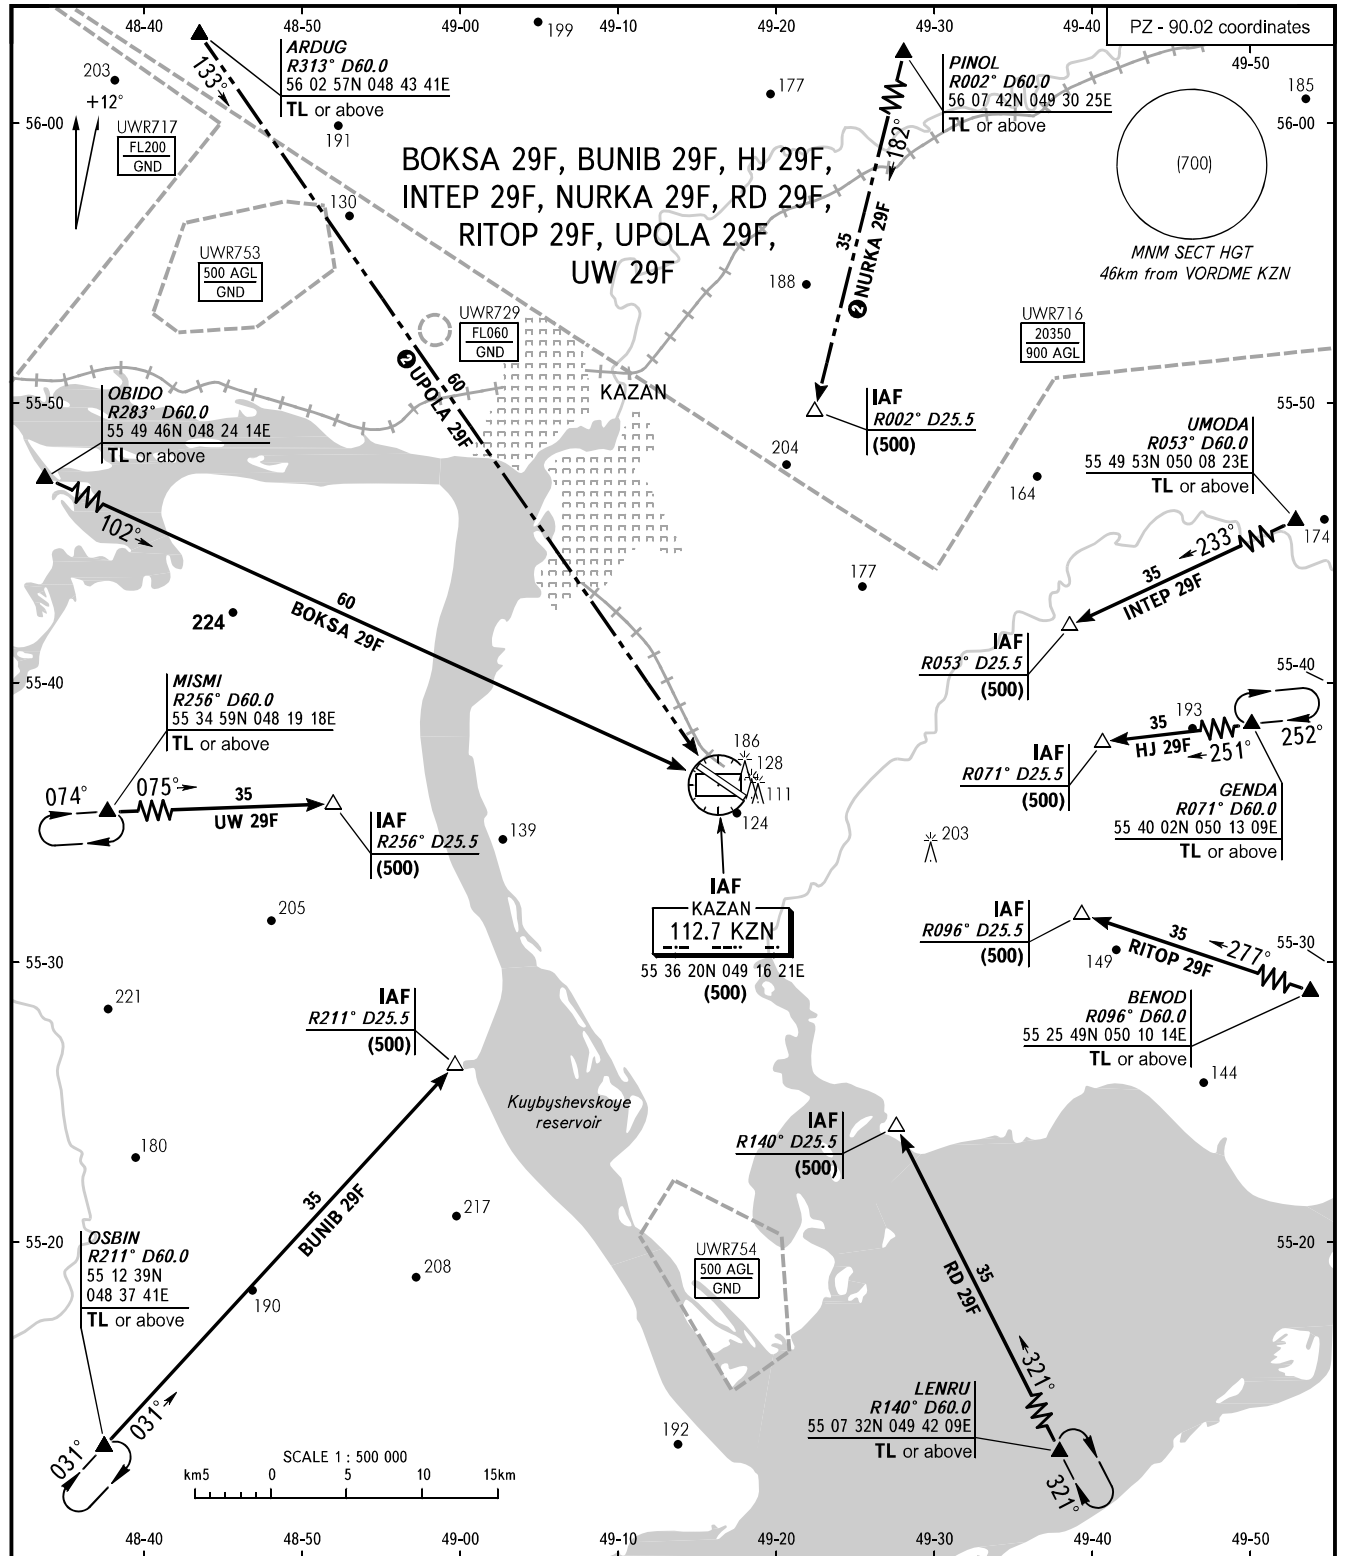 48-40
48-50
49-00
49-20
49-30
49-40
PZ - 90.02 coordinates
199
49-50
185
203
+12°
133°
ARDUG
R313° D60.0
56 02 57N 048 43 41E
TL or above
191
177
PINOL
R002° D60.0
56 07 42N 049 30 25E
TL or above
56-00
56-00
UWR717
FL200
GND
182°
(700)
MNM SECT HGT
46km from VORDME KZN
BOKSA 29F, BUNIB 29F, HJ 29F,
INTEP 29F, NURKA 29F, RD 29F,
RITOP 29F, UPOLA 29F,
UW 29F
130
UWR753
500 AGL
GND
35
2 NURKA 29F
188
UWR729
FL060
GND
UWR716
20350
900 AGL
60
2 UPOLA 29F
KAZAN
IAF
R002° D25.5
(500)
55-50
OBIDO
R283° D60.0
55 49 46N 048 24 14E
TL or above
55-50
UMODA
R053° D60.0
55 49 53N 050 08 23E
TL or above
204
164
174
102°
233°
35
INTEP 29F
177
60
BOKSA 29F
224
IAF
R053° D25.5
(500)
55-40
55-40
MISMI
R256° D60.0
55 34 59N 048 19 18E
TL or above
193
35
HJ 29F
251°
252°
IAF
R071° D25.5
(500)
186
128
111
124
074°
075°
35
UW 29F
IAF
R256° D25.5
(500)
139
GENDA
R071° D60.0
55 40 02N 050 13 09E
TL or above
203
IAF
KAZAN
112.7 KZN
55 36 20N 049 16 21E
(500)
205
IAF
R096° D25.5
(500)
35
RITOP 29F
277°
149
55-30
55-30
BENOD
R096° D60.0
55 25 49N 050 10 14E
TL or above
221
IAF
R211° D25.5
(500)
144
Kuybyshevskoye
reservoir
IAF
R140° D25.5
(500)
180
35
BUNIB 29F
217
208
190
55-20
OSBIN
R211° D60.0
55 12 39N
048 37 41E
TL or above
UWR754
500 AGL
GND
35
RD 29F
55-20
321°
LENRU
R140° D60.0
55 07 32N 049 42 09E
TL or above
321°
192
031°
031°
SCALE 1 : 500 000
km5
0
5
10
15km
48-40
48-50
49-00
49-10
49-20
49-30
49-40
49-50